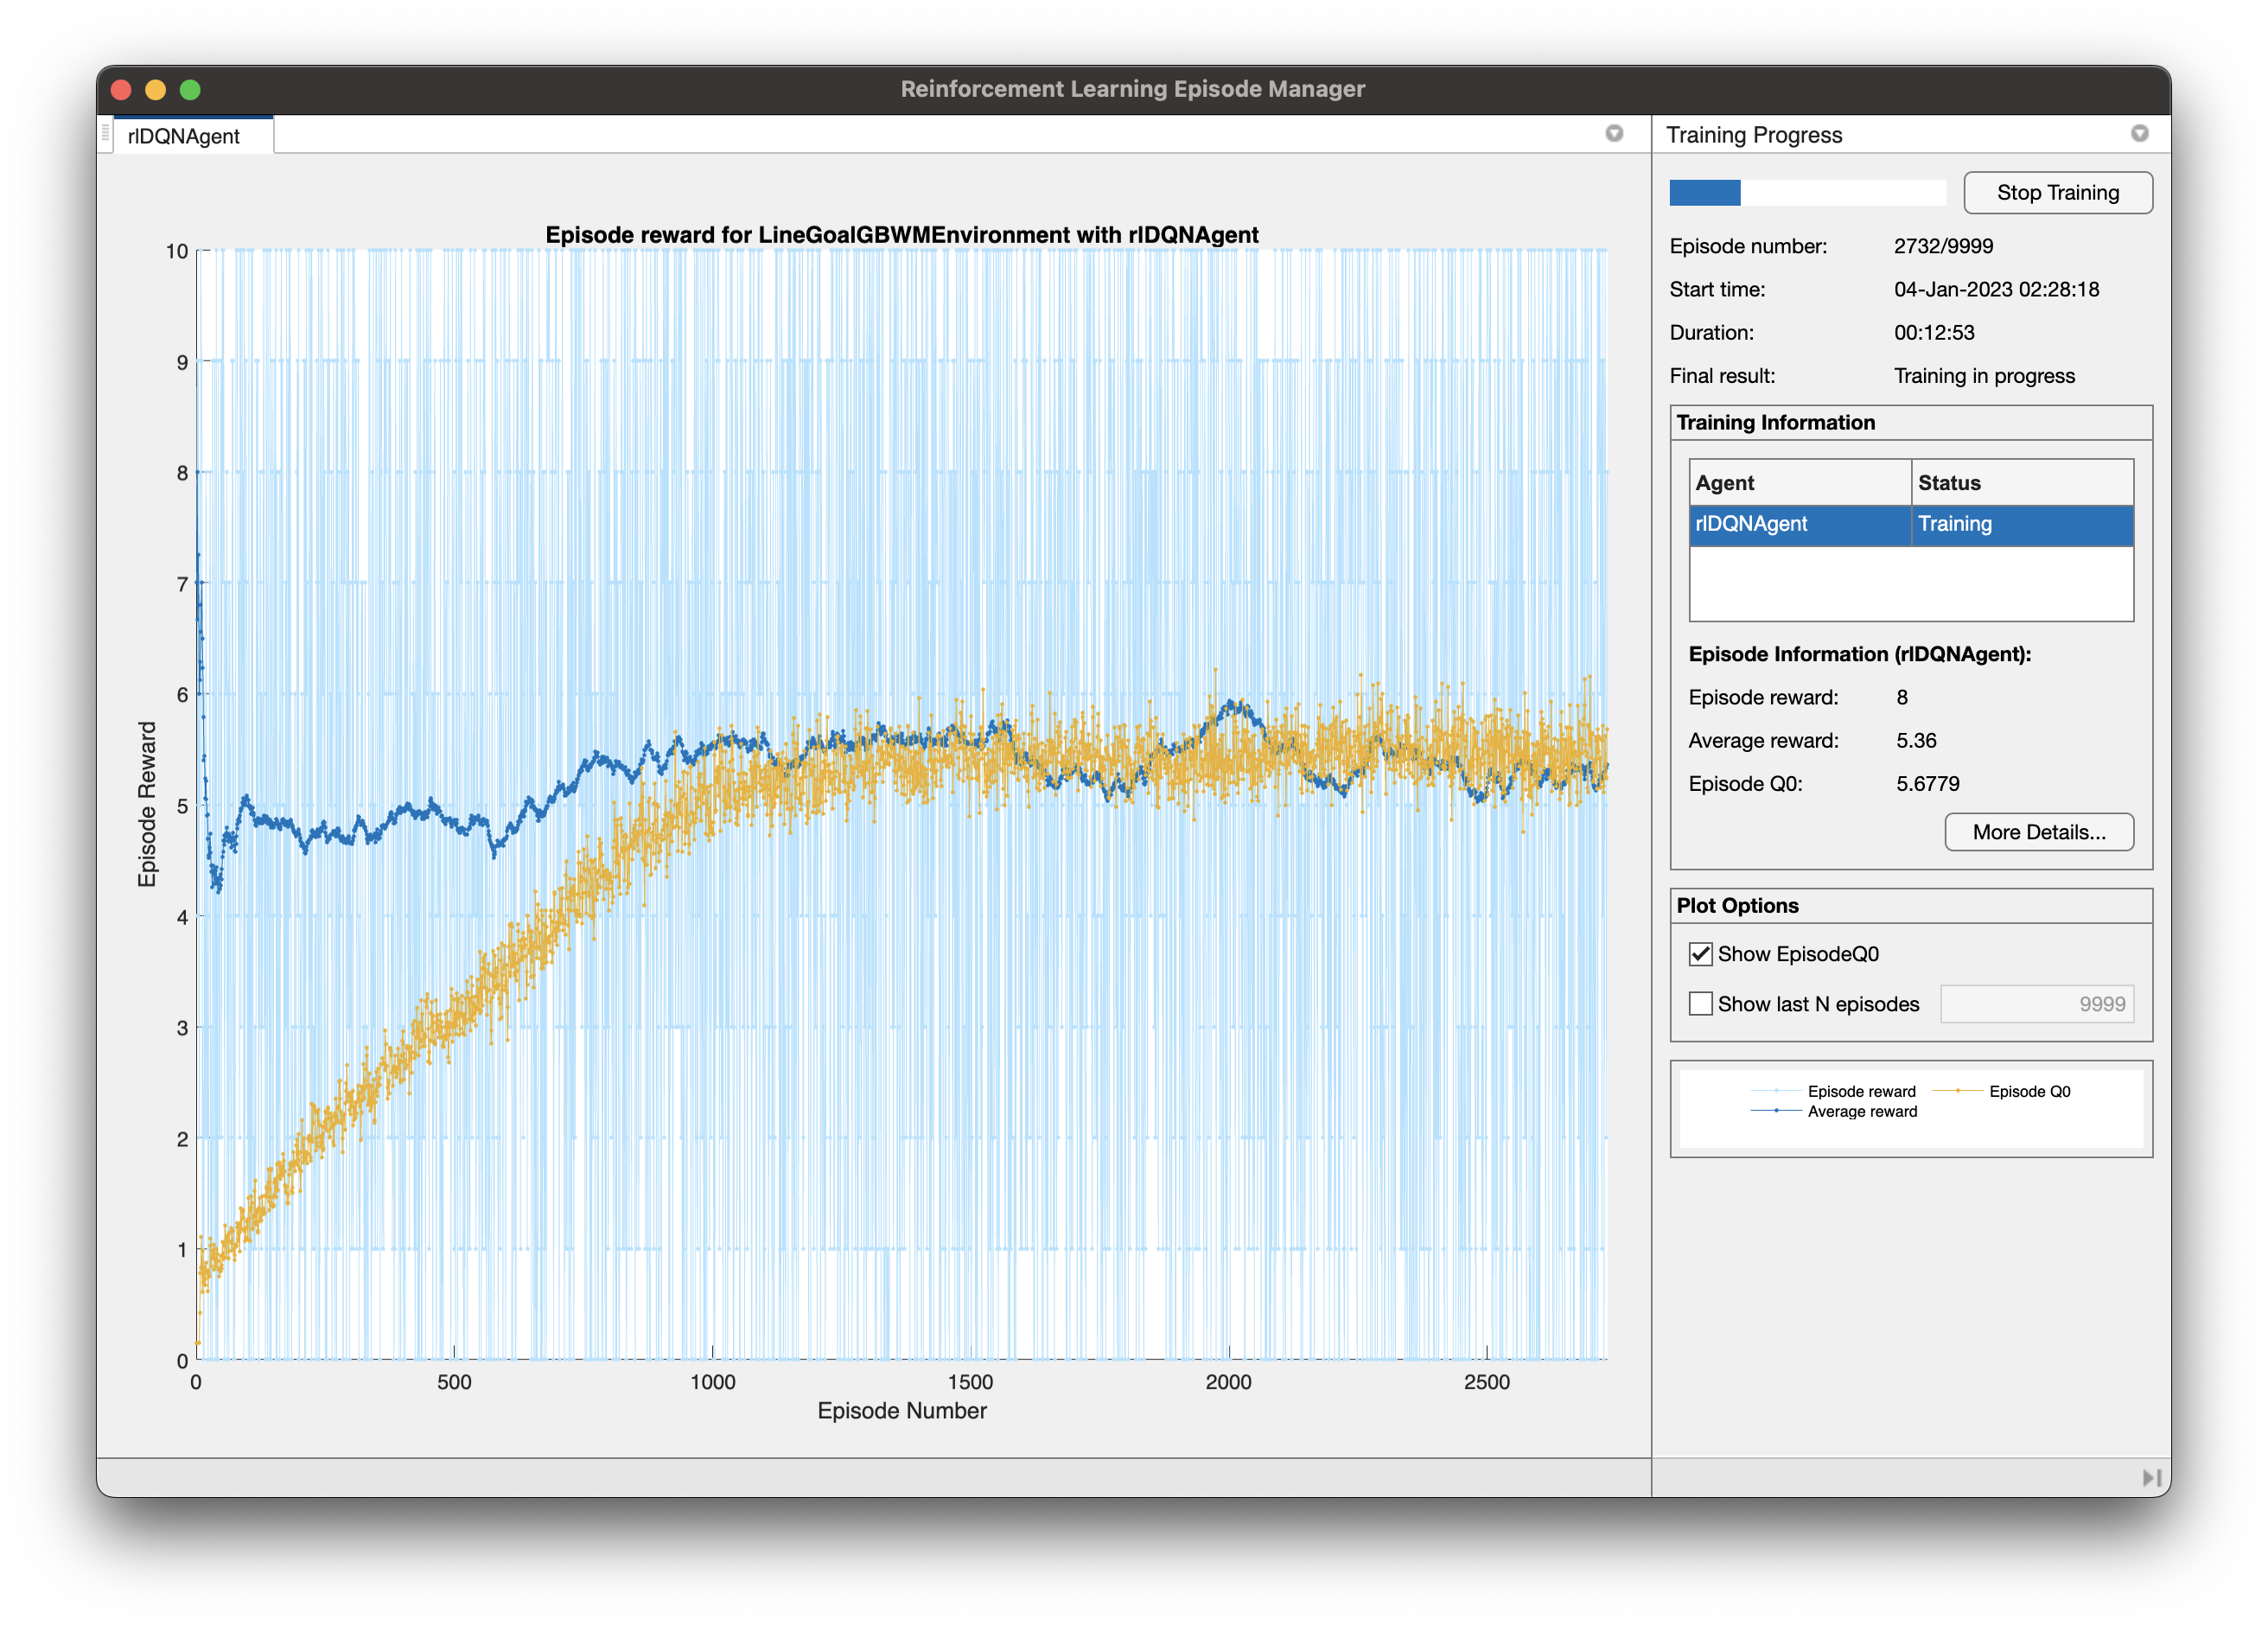 Reinforcement Learning Episode Manager
rlDQNAgent
Episode reward for LineGoalGBWMEnvironment with rlDQNAgent
Episode Reward
10
9
8
7
6
5
4
3
2
1
0
0 500 1000 1500 2000 2500
Episode Number
Training Progress
Stop Training
Episode number: 2732/9999
Start time: 04-Jan-2023 02:28:18
Duration: 00:12:53
Final result: Training in progress
Training Information
Agent Status
rlDQNAgent Training
Episode Information (rlDQNAgent):
Episode reward: 8
Average reward: 5.36
Episode Q0: 5.6779
More Details...
Plot Options
Show EpisodeQ0
Show last N episodes 9999
Episode reward Episode Q0
Average reward